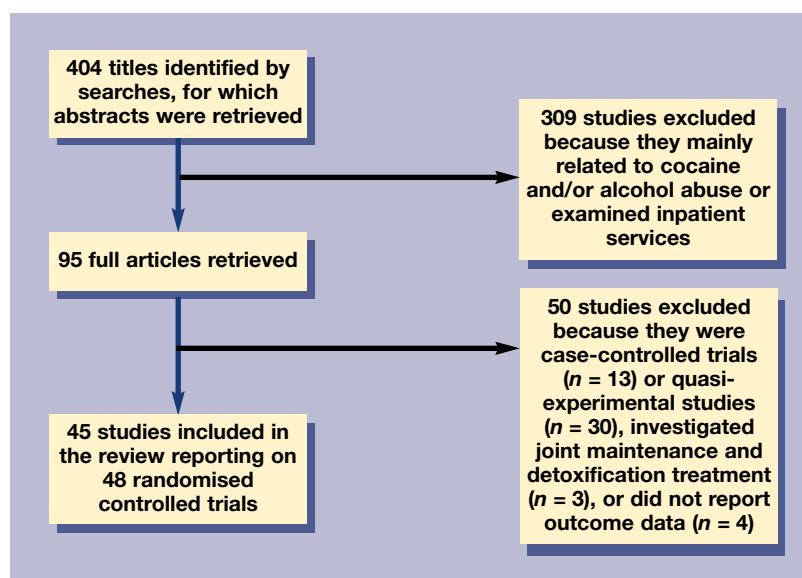 404 titles identified by
searches, for which
abstracts were retrieved
309 studies excluded
because they mainly
related to cocaine
and/or alcohol abuse or
examined inpatient
services
95 full articles retrieved
50 studies excluded
because they were
case-controlled trials
(n = 13) or quasi-
experimental studies
(n = 30), investigated
joint maintenance and
detoxification treatment
(n = 3), or did not report
outcome data (n = 4)
45 studies included in
the review reporting on
48 randomised
controlled trials